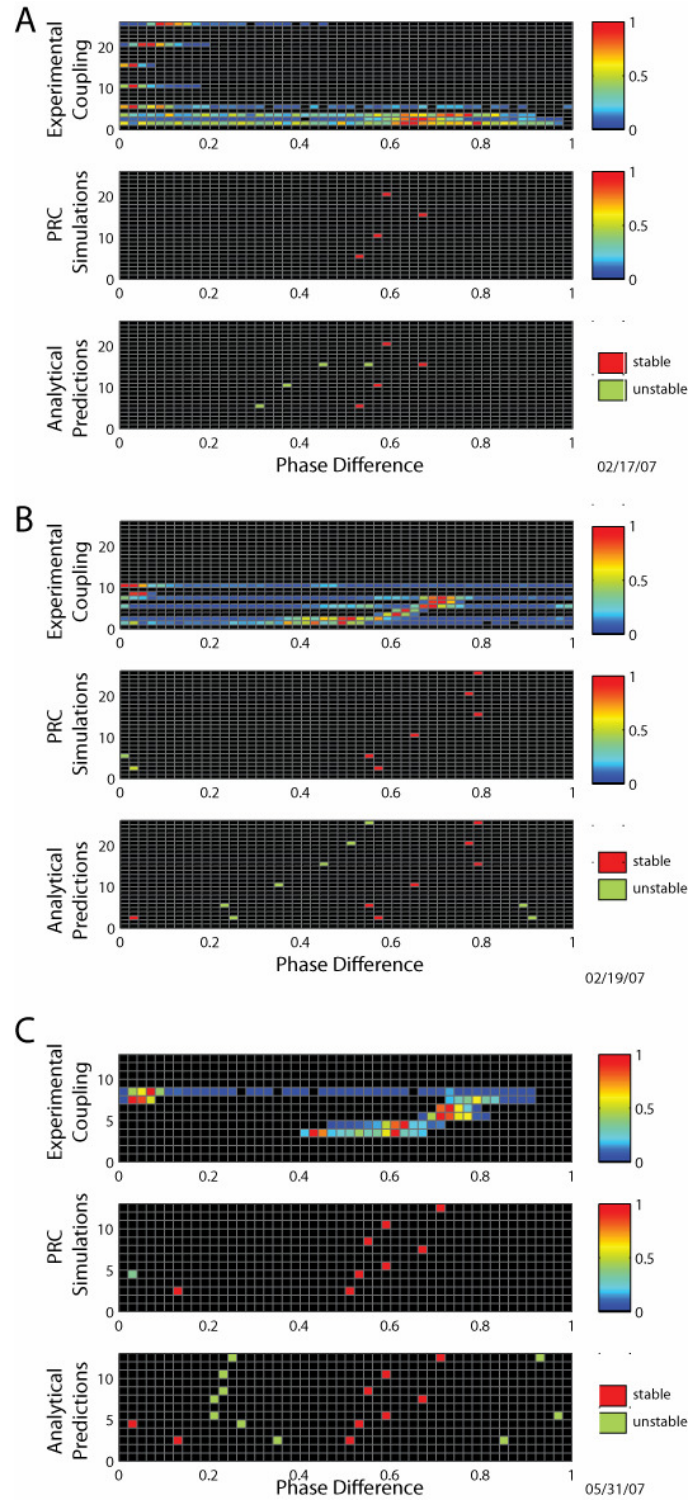 A
Experimental
Coupling
20
10
0
0 0.2 0.4 0.6 0.8 1
1
0.5
0
PRC
Simulations
20
10
0
0 0.2 0.4 0.6 0.8 1
1
0.5
0
Analytical
Predictions
20
10
0
0 0.2 0.4 0.6 0.8 1
Phase Difference
stable
unstable
02/17/07
B
Experimental
Coupling
20
10
0
0 0.2 0.4 0.6 0.8 1
1
0.5
0
PRC
Simulations
20
10
0
0 0.2 0.4 0.6 0.8 1
1
0.5
0
Analytical
Predictions
20
10
0
0 0.2 0.4 0.6 0.8 1
Phase Difference
stable
unstable
02/19/07
C
Experimental
Coupling
10
5
0
0 0.2 0.4 0.6 0.8 1
1
0.5
0
PRC
Simulations
10
5
0
0 0.2 0.4 0.6 0.8 1
1
0.5
0
Analytical
Predictions
10
5
0
0 0.2 0.4 0.6 0.8 1
Phase Difference
stable
unstable
05/31/07